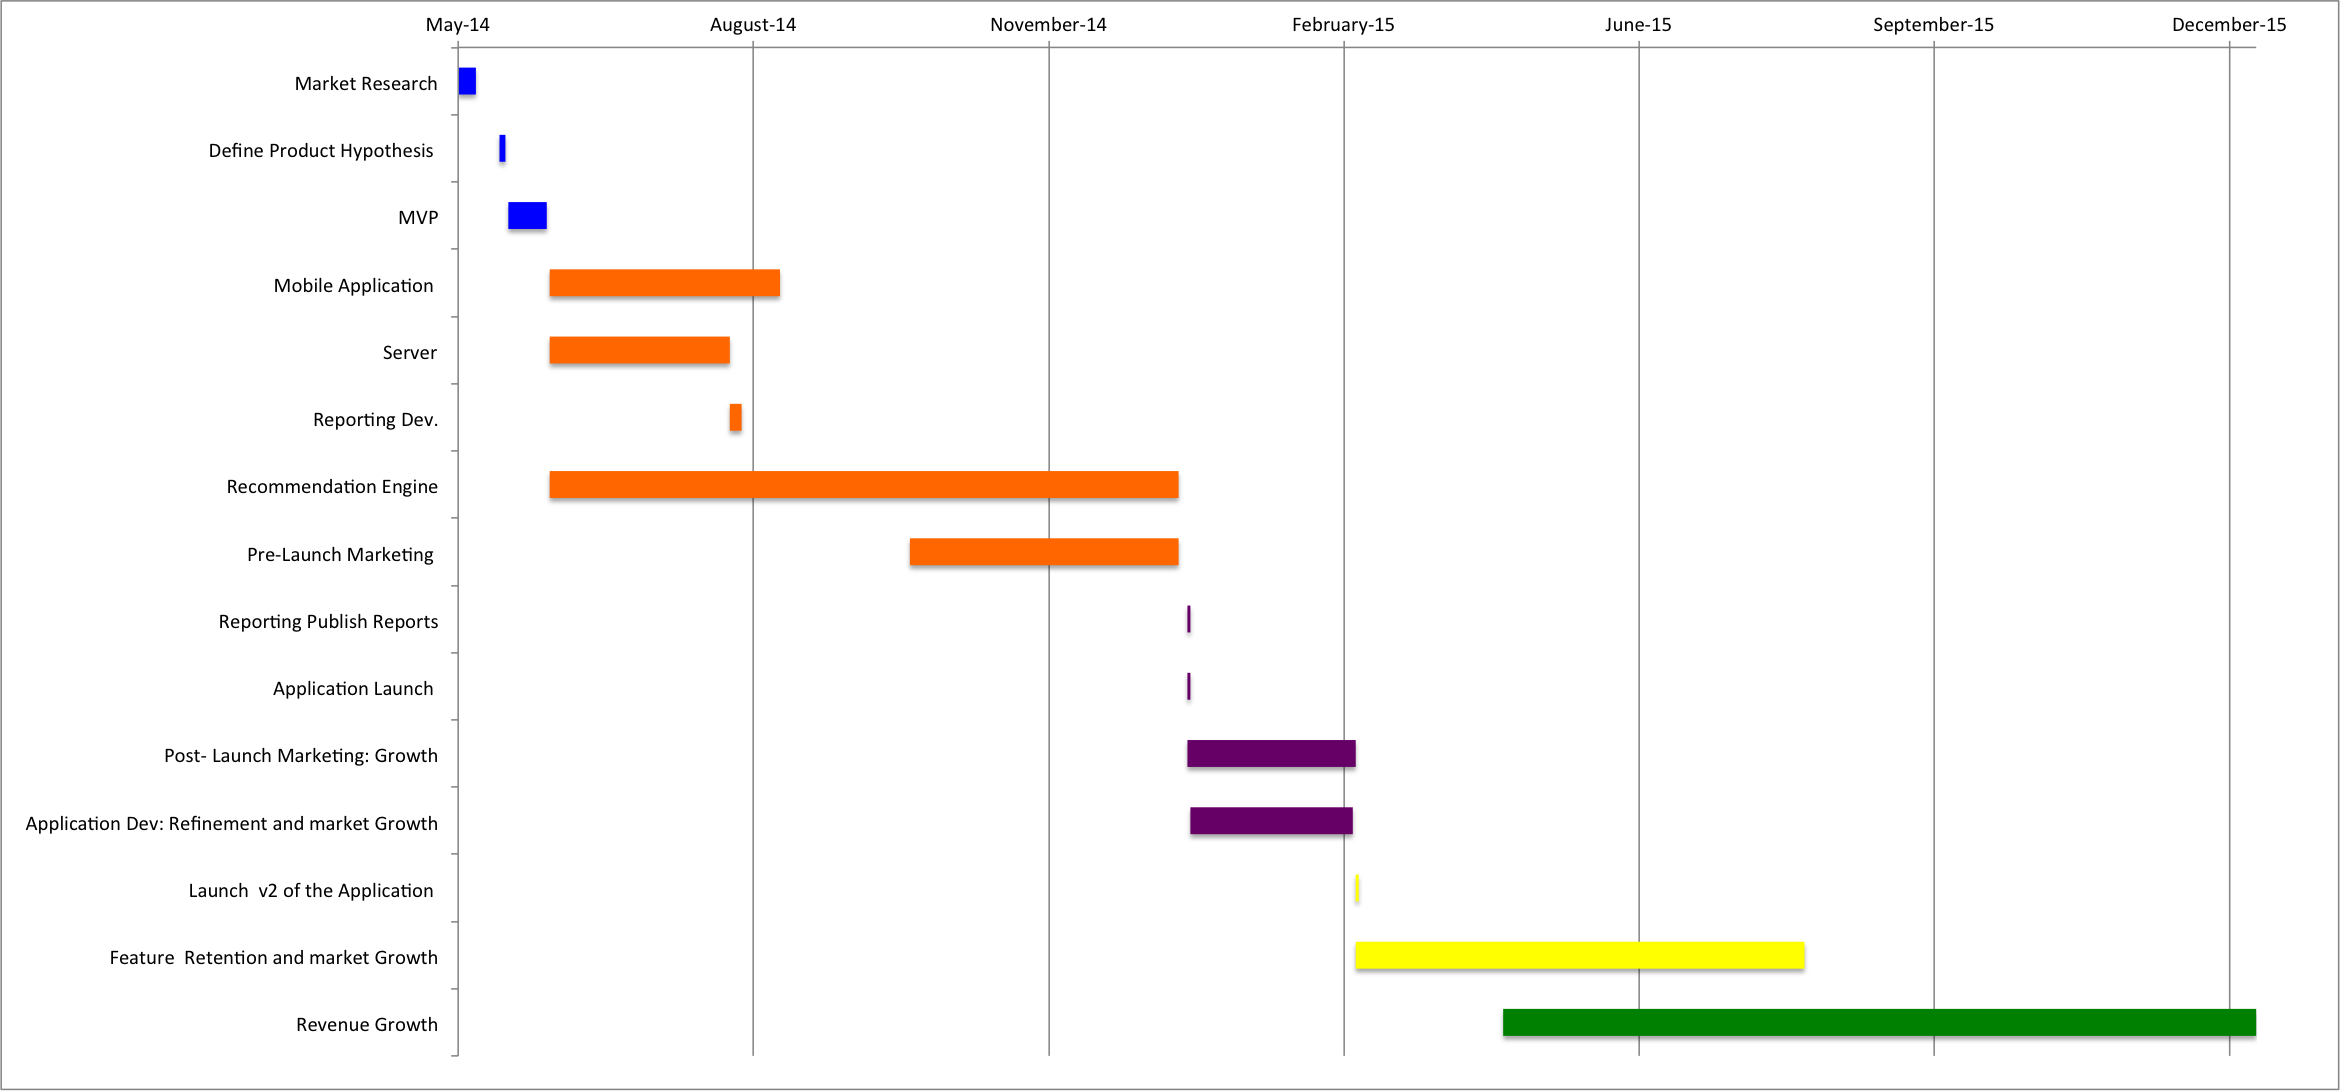 May-14 August-14 November-14 February-15 June-15 September-15 December-15
Market Research
Define Product Hypothesis
MVP
Mobile Application
Server
Reporting Dev.
Recommendation Engine
Pre-Launch Marketing
Reporting Publish Reports
Application Launch
Post- Launch Marketing: Growth
Application Dev: Refinement and market Growth
Launch  v2 of the Application
Feature  Retention and market Growth
Revenue Growth